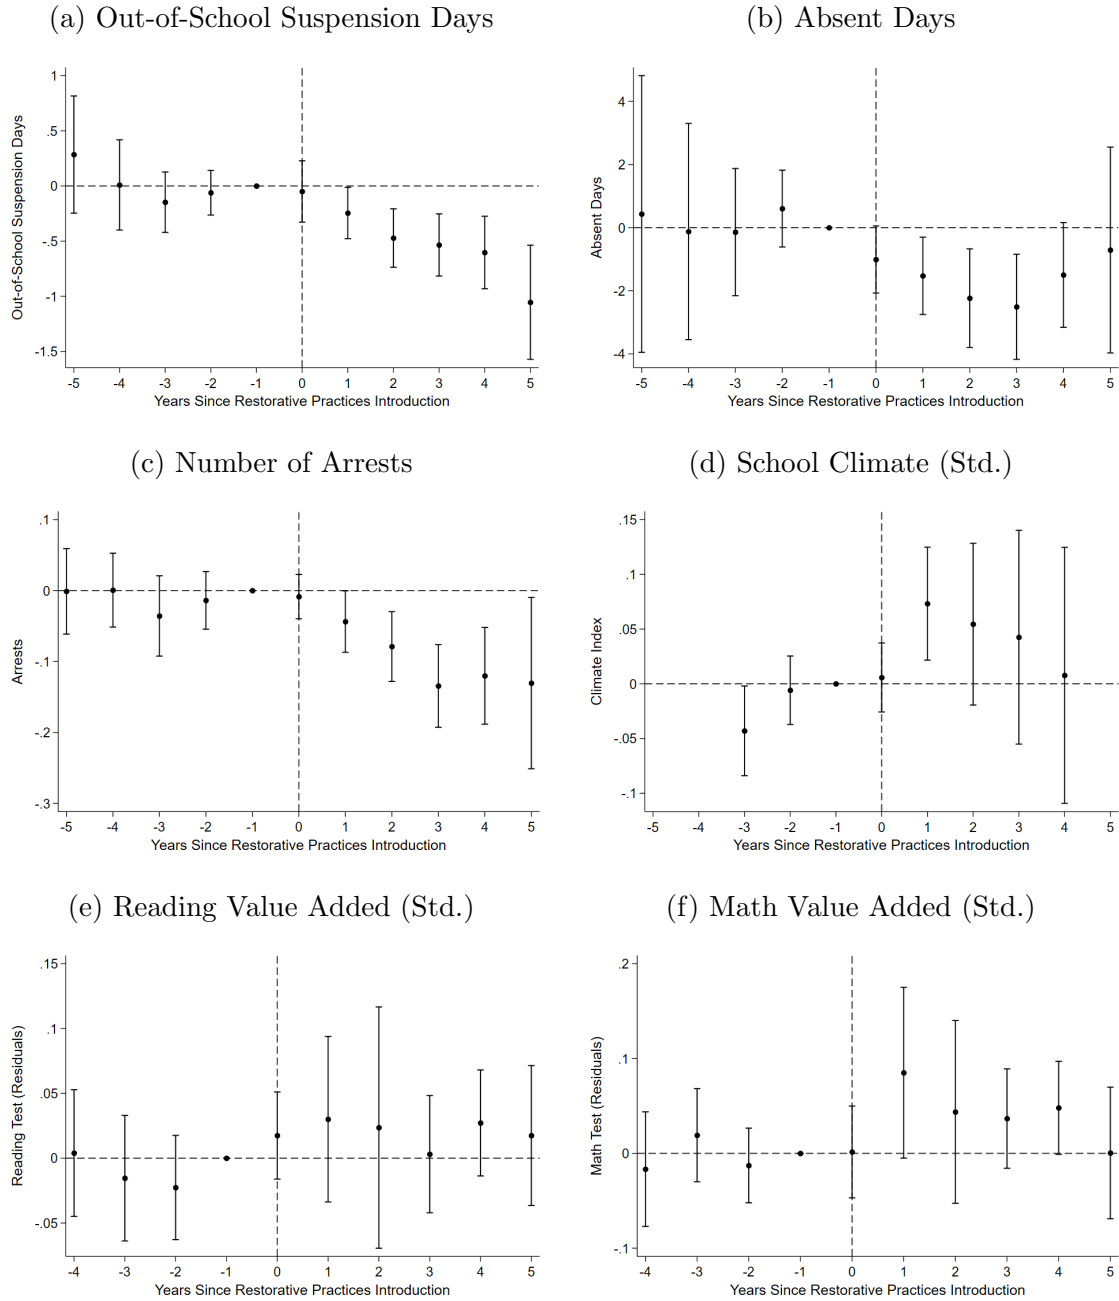 (a) Out-of-School Suspension Days
Out-of-School Suspension Days
1
.5
0
-.5
-1
-1.5
-5 -4 -3 -2 -1 0 1 2 3 4 5
Years Since Restorative Practices Introduction
(b) Absent Days
Absent Days
4
2
0
-2
-4
-5 -4 -3 -2 -1 0 1 2 3 4 5
Years Since Restorative Practices Introduction
(c) Number of Arrests
Arrests
.1
0
-.1
-.2
-.3
-5 -4 -3 -2 -1 0 1 2 3 4 5
Years Since Restorative Practices Introduction
(d) School Climate (Std.)
Climate Index
.15
.1
.05
0
-.05
-.1
-5 -4 -3 -2 -1 0 1 2 3 4 5
Years Since Restorative Practices Introduction
(e) Reading Value Added (Std.)
Reading Test (Residuals)
.15
.1
.05
0
-.05
-4 -3 -2 -1 0 1 2 3 4 5
Years Since Restorative Practices Introduction
(f) Math Value Added (Std.)
Math Test (Residuals)
.2
.1
0
-.1
-4 -3 -2 -1 0 1 2 3 4 5
Years Since Restorative Practices Introduction